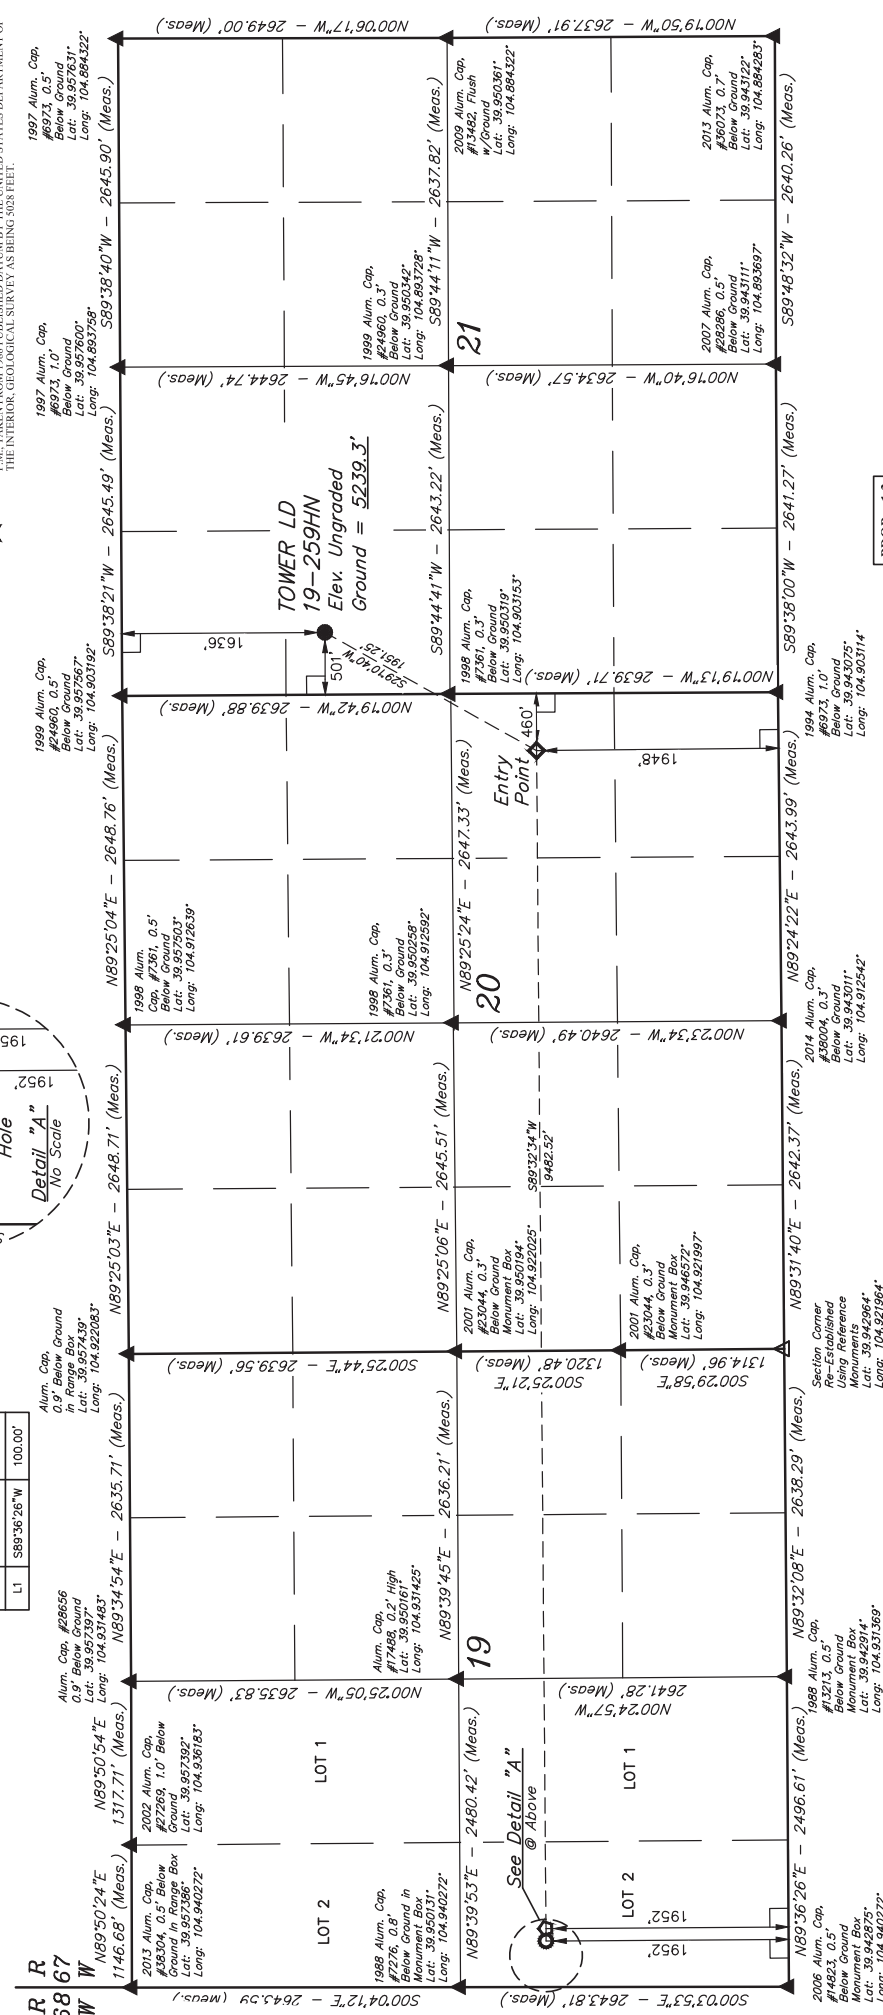 R R
6867
W W
N89°50'24"E
1146.68' (Meas.)
N89°50'54"E
1317.71' (Meas.)
N89°34'54"E – 2635.71' (Meas.)
N89°25'03"E – 2648.71' (Meas.)
N89°25'04"E – 2648.76' (Meas.)
S89°38'21"W – 2645.49' (Meas.)
S89°38'40"W – 2645.90' (Meas.)
THE INTERIOR, GEOLOGICAL SURVEY AS BEING 5028 FEET.
L1 S89°36'26"W 100.00'
195
1952'
Hole
Detail "A"
No Scale
2013 Alum. Cap,
#38304, 0.5' Below
Ground In Range Box
Lat: 39.957386°
Long: 104.940272°
2002 Alum. Cap,
#27269, 1.0' Below
Ground
Lat: 39.957392°
Long: 104.936183°
Alum. Cap, #28656
0.9' Below Ground
Lat: 39.957397°
Long: 104.931483°
Alum. Cap,
0.9' Below Ground
in Range Box
Lat: 39.957439°
Long: 104.922083°
1998 Alum.
Cap, #7361, 0.5'
Below Ground
Lat: 39.957503°
Long: 104.912639°
1999 Alum. Cap,
#24960, 0.5'
Below Ground
Lat: 39.957567°
Long: 104.903192°
1997 Alum. Cap,
#6973, 1.0'
Below Ground
Lat: 39.957600°
Long: 104.893758°
1997 Alum. Cap,
#6973, 0.5'
Below Ground
Lat: 39.957631°
Long: 104.884322°
S00°04'12"E – 2643.59 (Meas.)
LOT 2
LOT 1
N00°25'05"W – 2635.83' (Meas.)
S00°25'44"E – 2639.56' (Meas.)
N00°21'34"W – 2639.61' (Meas.)
N00°19'42"W – 2639.88' (Meas.)
1636'
501'
S29°10'40"W
1951.25'
TOWER LD
19-259HN
Elev. Ungraded
Ground = 5239.3'
N00°16'45"W – 2644.74' (Meas.)
N00°06'17"W – 2649.00' (Meas.)
1988 Alum. Cap,
#7276, 0.8'
Below Ground in
Monument Box
Lat: 39.950131°
Long: 104.940272°
Alum. Cap,
#17488, 0.2' High
Lat: 39.950161°
Long: 104.931425°
1998 Alum. Cap,
#7361, 0.3'
Below Ground
Lat: 39.950258°
Long: 104.912592°
1999 Alum. Cap,
#24960, 0.3'
Below Ground
Lat: 39.950342°
Long: 104.893728°
N89°39'53"E – 2480.42' (Meas.)
N89°39'45"E – 2636.21' (Meas.)
N89°25'06"E – 2645.51' (Meas.)
N89°25'24"E – 2647.33' (Meas.)
S89°44'41"W – 2643.22' (Meas.)
S89°44'11"W – 2637.82' (Meas.)
19
20
21
2001 Alum. Cap,
#23044, 0.3'
Below Ground
Monument Box
Lat: 39.950194°
Long: 104.922025°
1998 Alum. Cap,
#7361, 0.3'
Below Ground
Lat: 39.950319°
Long: 104.903153°
2009 Alum. Cap,
#13482, Flush
w/Ground
Lat: 39.950361°
Long: 104.884322°
See Detail "A"
@ Above
S89°32'34"W
9482.52'
Entry
Point
460'
1948'
S00°03'53"E – 2643.81' (Meas.)
1952'
1952'
LOT 2
LOT 1
N00°24'57"W
2641.28' (Meas.)
S00°25'21"E
1320.48' (Meas.)
S00°29'58"E
1314.96' (Meas.)
N00°23'34"W – 2640.49' (Meas.)
N00°19'13"W – 2639.71' (Meas.)
N00°16'40"W – 2634.57' (Meas.)
N00°19'50"W – 2637.91' (Meas.)
2001 Alum. Cap,
#23044, 0.3'
Below Ground
Monument Box
Lat: 39.946572°
Long: 104.921997°
2007 Alum. Cap,
#28286, 0.5'
Below Ground
Lat: 39.943111°
Long: 104.893697°
2013 Alum. Cap,
#36073, 0.7'
Below Ground
Lat: 39.943122°
Long: 104.884283°
N89°36'26"E – 2496.61' (Meas.)
N89°32'08"E – 2638.29' (Meas.)
N89°31'40"E – 2642.37' (Meas.)
N89°24'22"E – 2643.99' (Meas.)
S89°38'00"W – 2641.27' (Meas.)
S89°48'32"W – 2640.26' (Meas.)
2006 Alum. Cap,
#14823, 0.5'
Below Ground
Monument Box
Lat: 39.942875°
Long: 104.940272°
1988 Alum. Cap,
#13213, 0.5'
Below Ground
Monument Box
Lat: 39.942914°
Long: 104.931369°
Section Corner
Re-Established
Using Reference
Monuments
Lat: 39.942964°
Long: 104.921964°
2014 Alum. Cap,
#38004, 0.3'
Below Ground
Lat: 39.943011°
Long: 104.912542°
1994 Alum. Cap,
#6973, 1.0'
Below Ground
Lat: 39.943075°
Long: 104.903114°